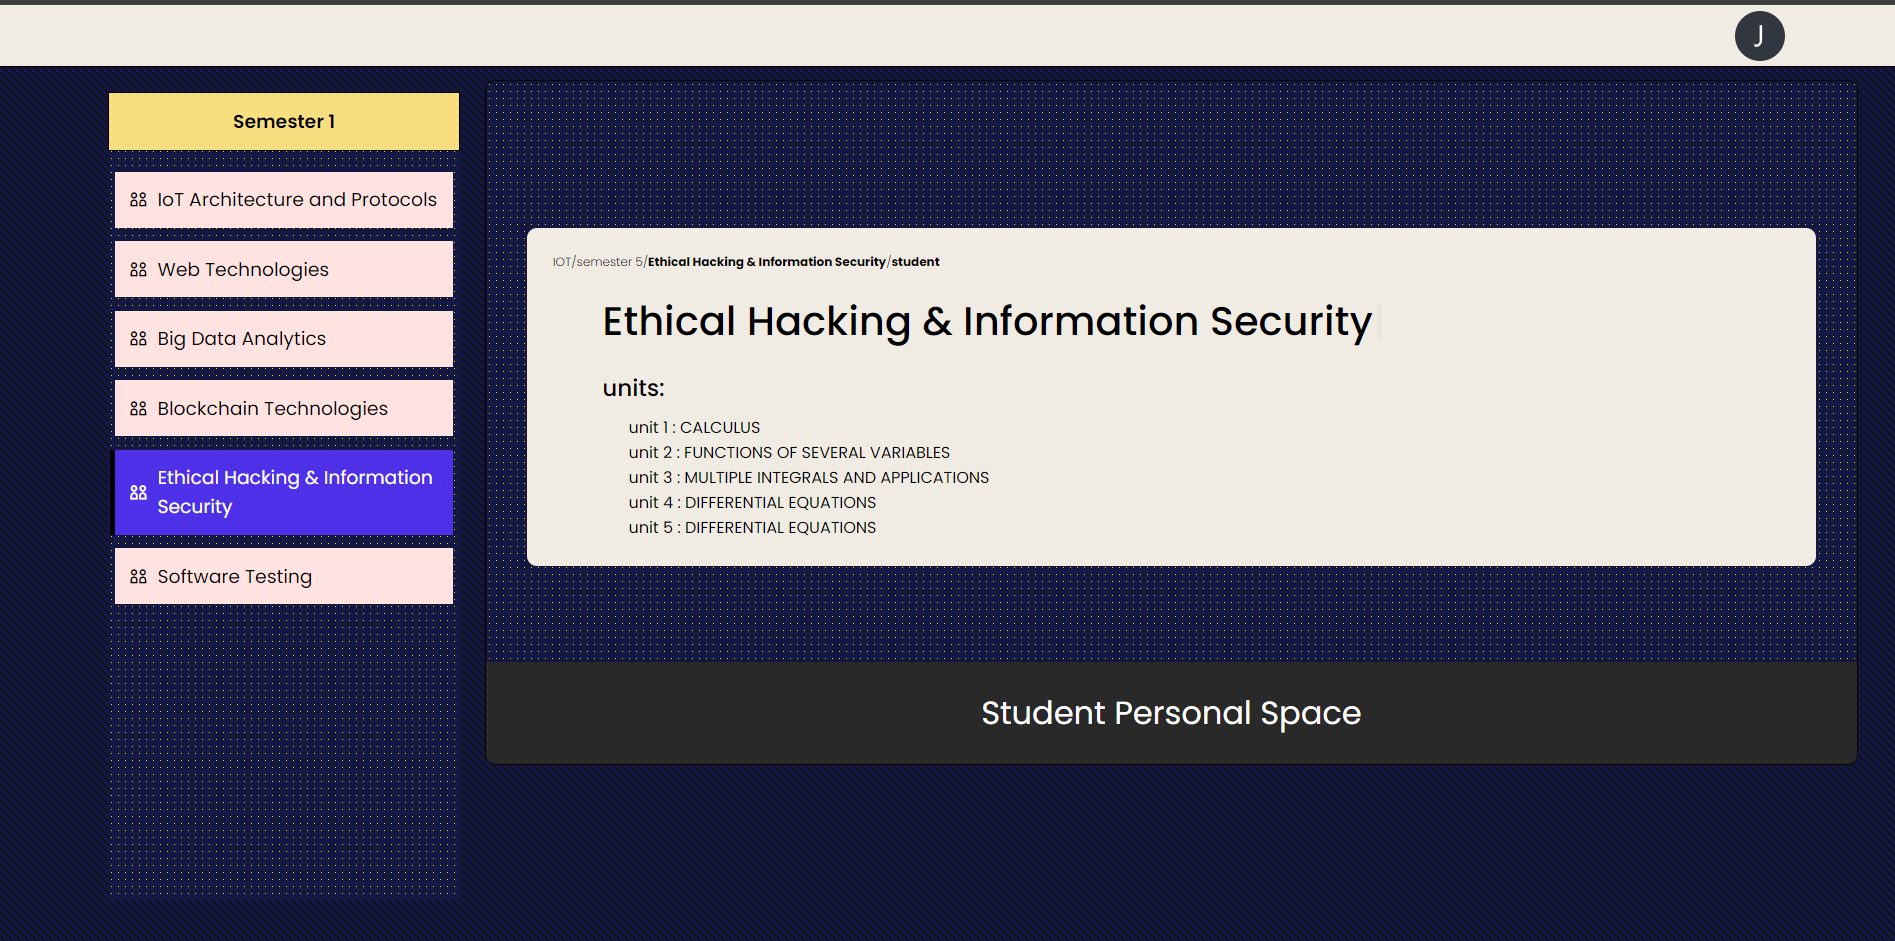 J
Semester 1
IoT Architecture and Protocols
Web Technologies
Big Data Analytics
Blockchain Technologies
Ethical Hacking & Information
Security
Software Testing
IOT/semester 5/Ethical Hacking & Information Security/student
Ethical Hacking & Information Security
units:
unit 1 : CALCULUS
unit 2 : FUNCTIONS OF SEVERAL VARIABLES
unit 3 : MULTIPLE INTEGRALS AND APPLICATIONS
unit 4 : DIFFERENTIAL EQUATIONS
unit 5 : DIFFERENTIAL EQUATIONS
Student Personal Space